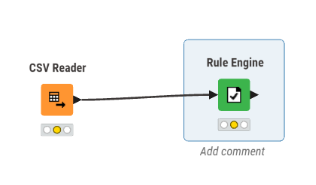 CSV Reader
Rule Engine
Add comment